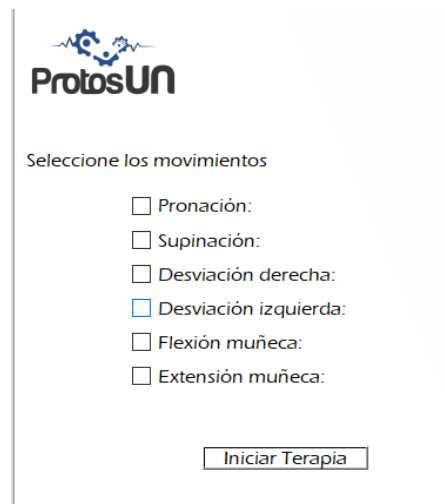 ProtosUN
Seleccione los movimientos
Pronación:
Supinación:
Desviación derecha:
Desviación izquierda:
Flexión muñeca:
Extensión muñeca:
Iniciar Terapia